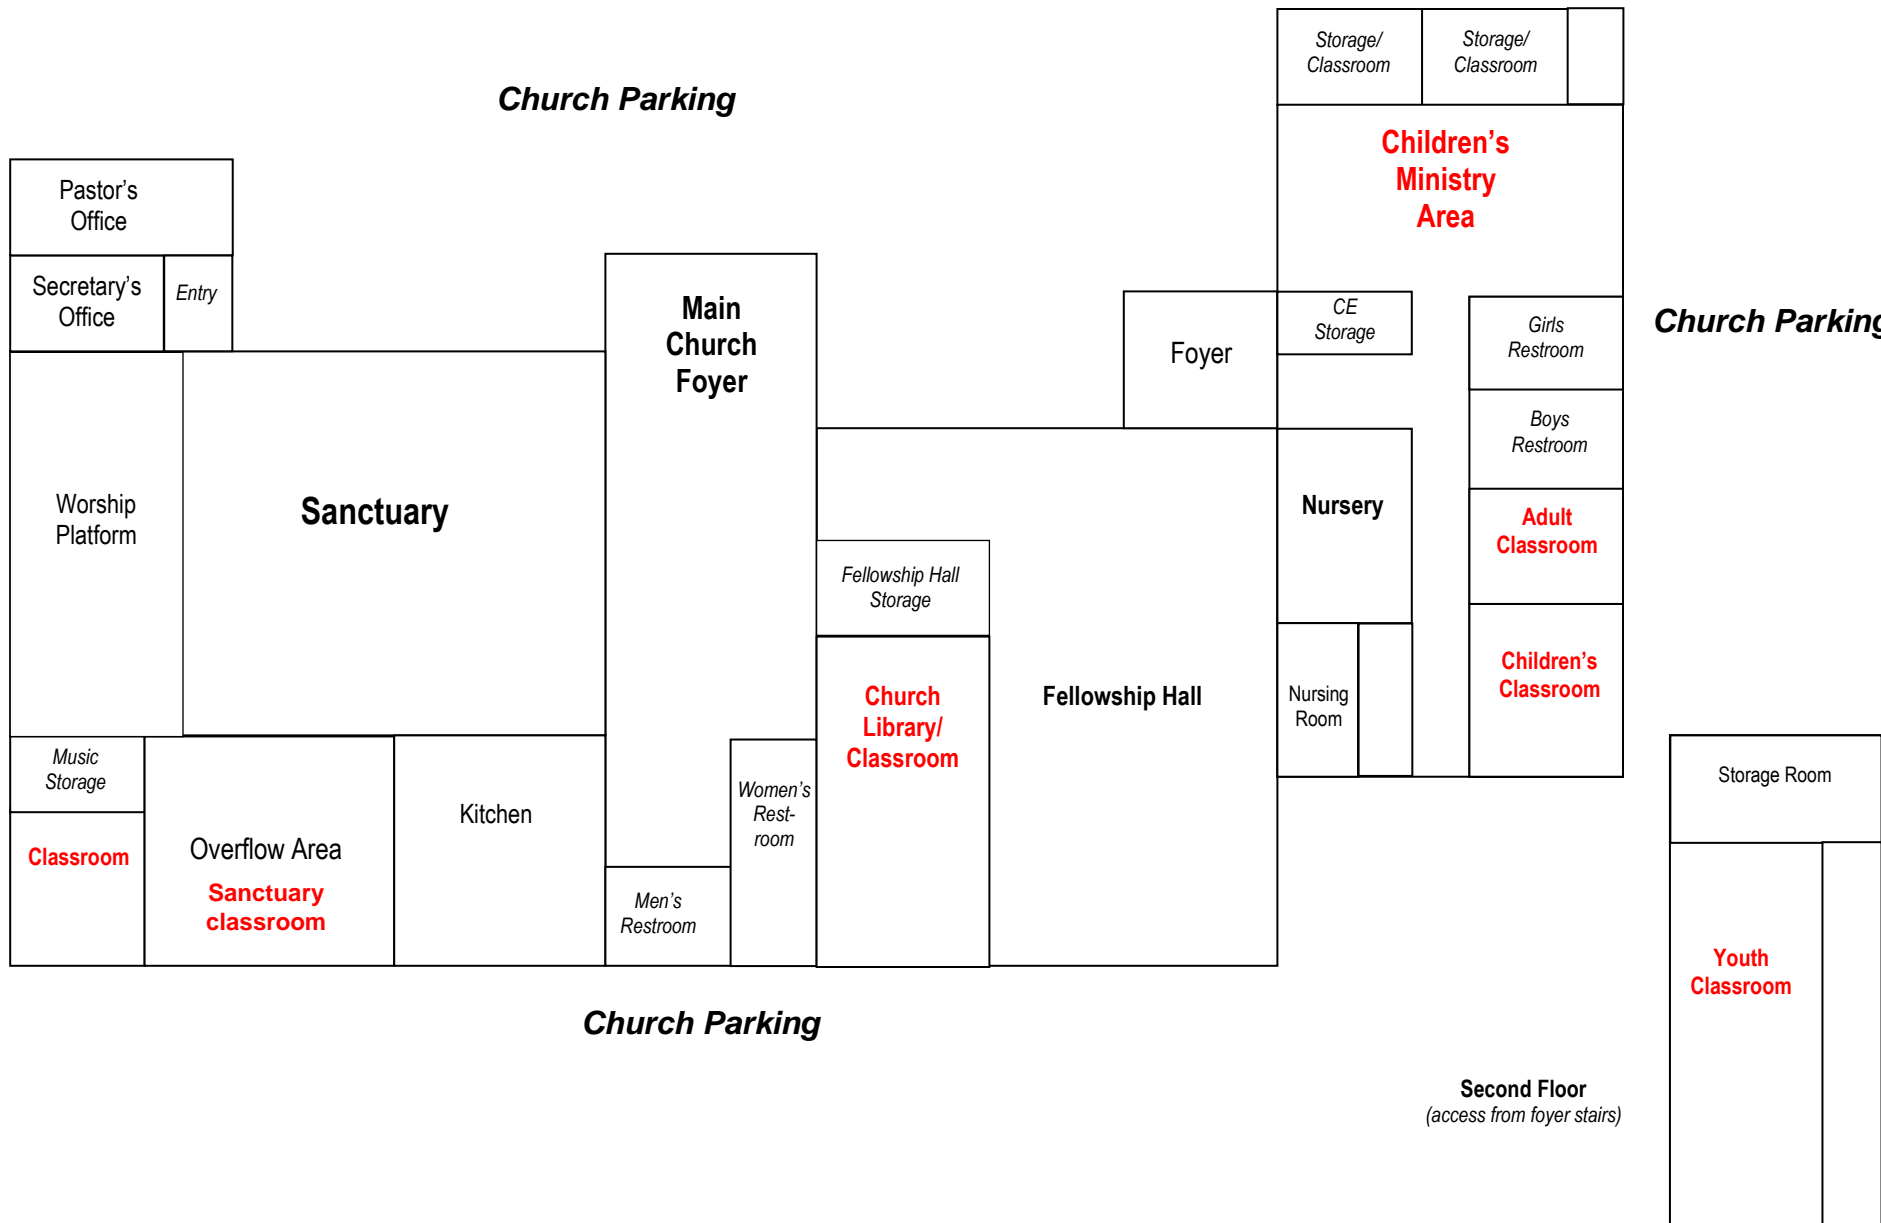 Storage/
Classroom
Storage/
Classroom
Church Parking
Children's
Ministry
Area
Pastor's
Office
Secretary's
Office
Entry
Main
Church
Foyer
Foyer
CE
Storage
Girls
Restroom
Church Parking
Boys
Restroom
Worship
Platform
Sanctuary
Nursery
Adult
Classroom
Fellowship Hall
Storage
Church
Library/
Classroom
Fellowship Hall
Nursing
Room
Children's
Classroom
Music
Storage
Kitchen
Women's
Rest-
room
Storage Room
Classroom
Overflow Area
Sanctuary
classroom
Men's
Restroom
Youth
Classroom
Church Parking
Second Floor
(access from foyer stairs)